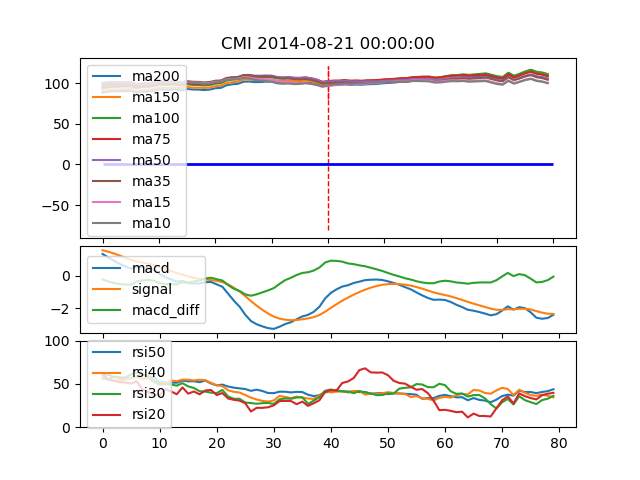 CMI 2014-08-21 00:00:00
100
50
0
−50
ma200
ma150
ma100
ma75
ma50
ma35
ma15
ma10
0
−2
macd
signal
macd_diff
100
50
0
rsi50
rsi40
rsi30
rsi20
0 10 20 30 40 50 60 70 80